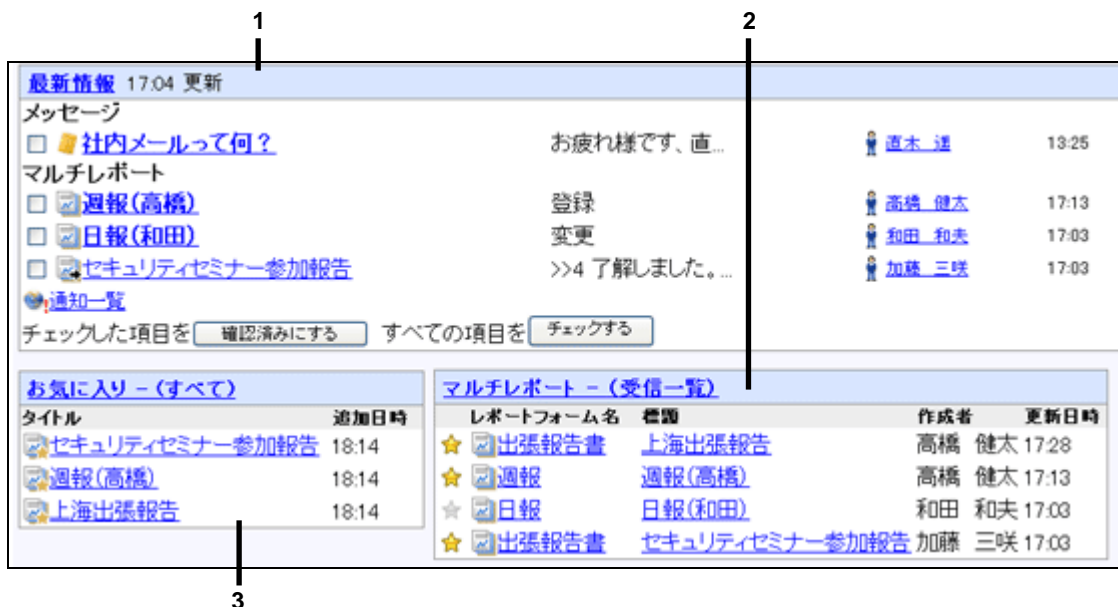 1 2
最新情報 17:04 更新
メッセージ
社内メールって何？ お疲れ様です、直... 直木 遥 13:25
マルチレポート
週報(高橋) 登録 高橋 健太 17:13
日報(和田) 変更 和田 和夫 17:03
セキュリティセミナー参加報告 >>4 了解しました。... 加藤 三咲 17:03
通知一覧
チェックした項目を 確認済みにする すべての項目を チェックする
お気に入り - (すべて)
タイトル 追加日時
セキュリティセミナー参加報告 18:14
週報(高橋) 18:14
上海出張報告 18:14
マルチレポート - (受信一覧)
レポートフォーム名 標題 作成者 更新日時
出張報告書 上海出張報告 高橋 健太 17:28
週報 週報(高橋) 高橋 健太 17:13
日報 日報(和田) 和田 和夫 17:03
出張報告書 セキュリティセミナー参加報告 加藤 三咲 17:03
3